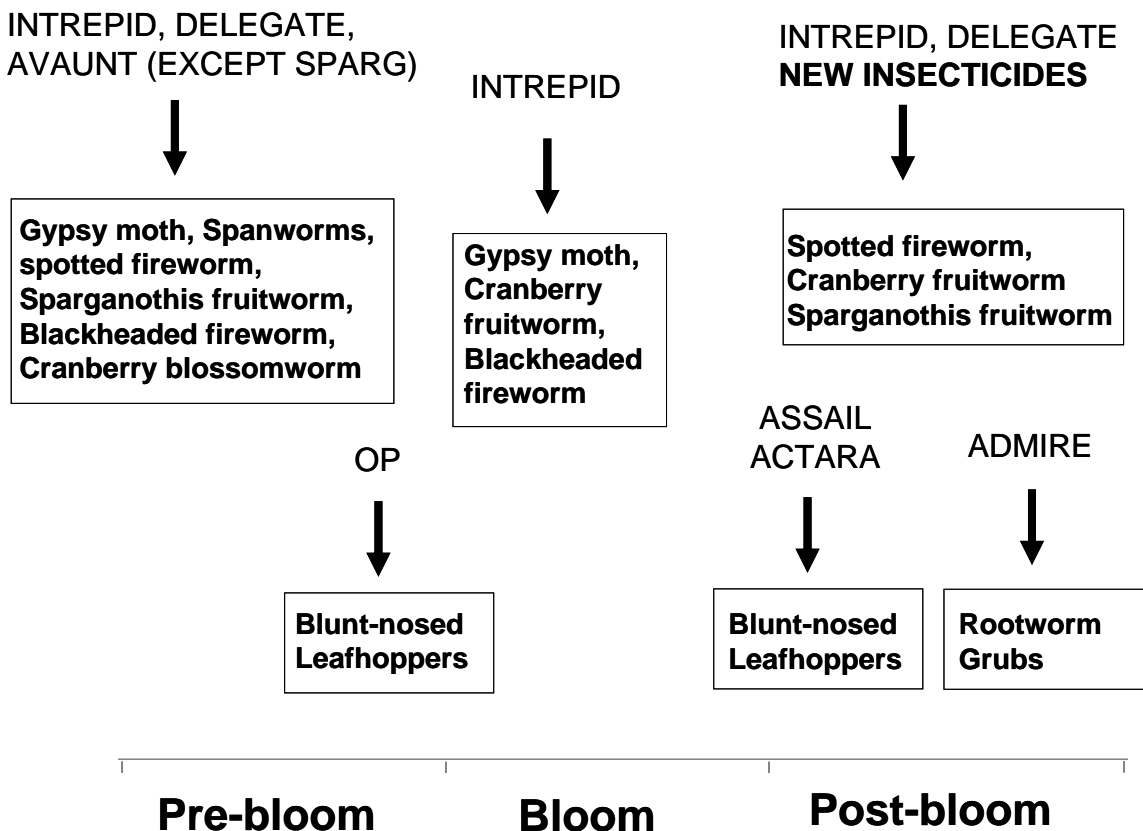 INTREPID, DELEGATE,
AVAUNT (EXCEPT SPARG)
Gypsy moth, Spanworms,
spotted fireworm,
Sparganothis fruitworm,
Blackheaded fireworm,
Cranberry blossomworm
OP
Blunt-nosed
Leafhoppers
INTREPID
Gypsy moth,
Cranberry
fruitworm,
Blackheaded
fireworm
INTREPID, DELEGATE
NEW INSECTICIDES
Spotted fireworm,
Cranberry fruitworm
Sparganothis fruitworm
ASSAIL
ACTARA
Blunt-nosed
Leafhoppers
ADMIRE
Rootworm
Grubs
Pre-bloom
Bloom
Post-bloom